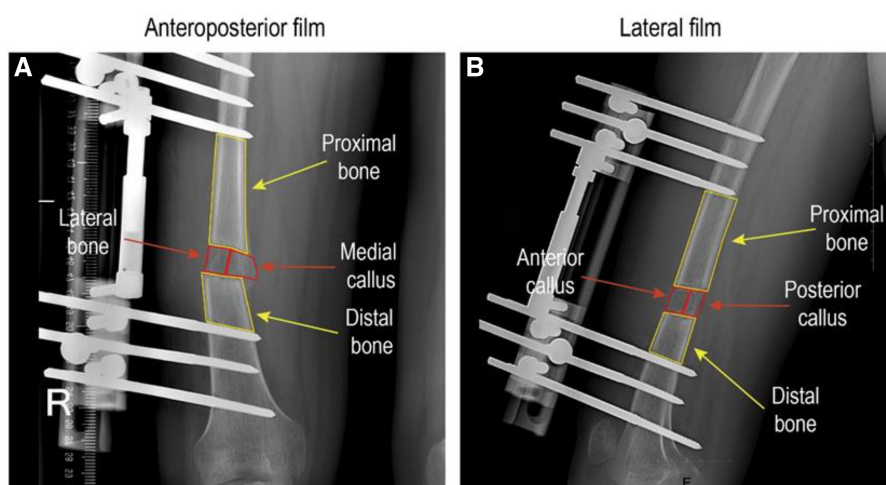 Anteroposterior film
Lateral film
A
Proximal
bone
Lateral
bone
Medial
callus
Distal
bone
R
B
Proximal
bone
Anterior
callus
Posterior
callus
Distal
bone